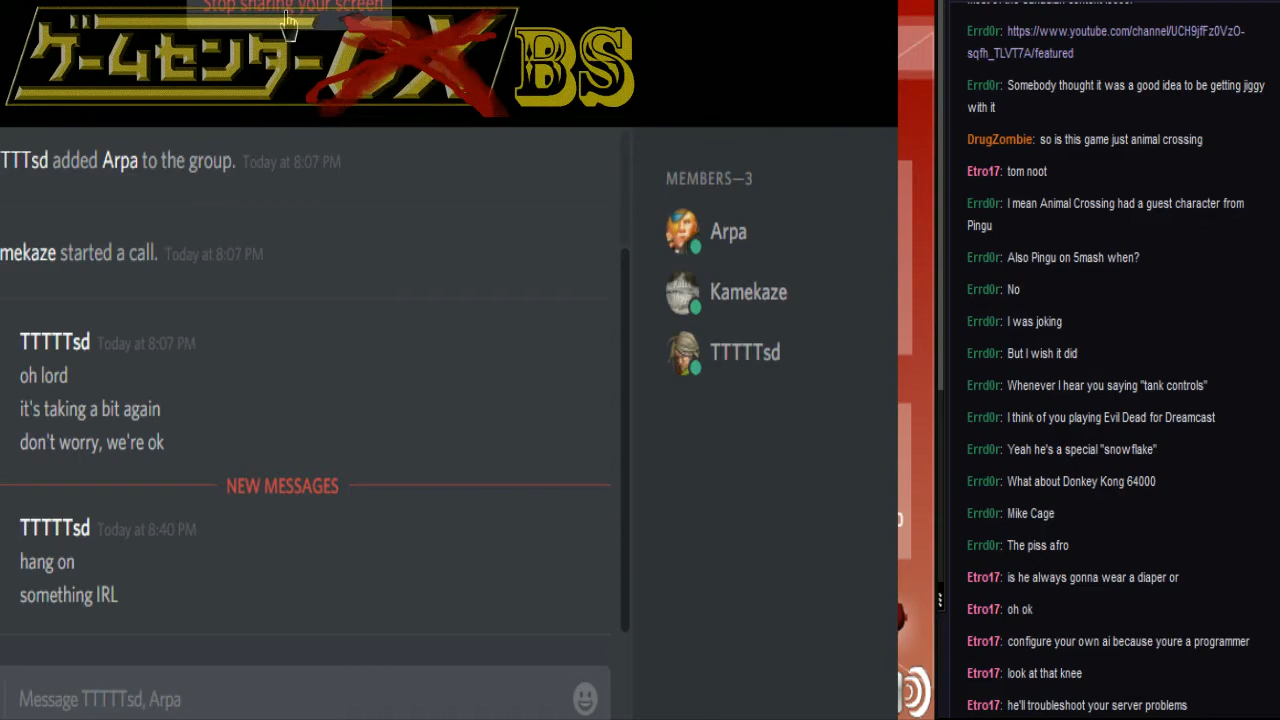 Stop sharing your screen
ゲームセンターDX BS
TTTsd added Arpa to the group. Today at 8:07 PM
mekaze started a call. Today at 8:07 PM
TTTTTsd Today at 8:07 PM
oh lord
it's taking a bit again
don't worry, we're ok
NEW MESSAGES
TTTTTsd Today at 8:40 PM
hang on
something IRL
Message TTTTTsd, Arpa
MEMBERS—3
Arpa
Kamekaze
TTTTTsd
Errd0r: https://www.youtube.com/channel/UCH9jfFz0VzO-
sqfh_TLVT7A/featured
Errd0r: Somebody thought it was a good idea to be getting jiggy
with it
DrugZombie: so is this game just animal crossing
Etro17: tom noot
Errd0r: I mean Animal Crossing had a guest character from
Pingu
Errd0r: Also Pingu on 5mash when?
Errd0r: No
Errd0r: I was joking
Errd0r: But I wish it did
Errd0r: Whenever I hear you saying "tank controls"
Errd0r: I think of you playing Evil Dead for Dreamcast
Errd0r: Yeah he's a special "snowflake"
Errd0r: What about Donkey Kong 64000
Errd0r: Mike Cage
Errd0r: The piss afro
Etro17: is he always gonna wear a diaper or
Etro17: oh ok
Etro17: configure your own ai because youre a programmer
Etro17: look at that knee
Etro17: he'll troubleshoot your server problems